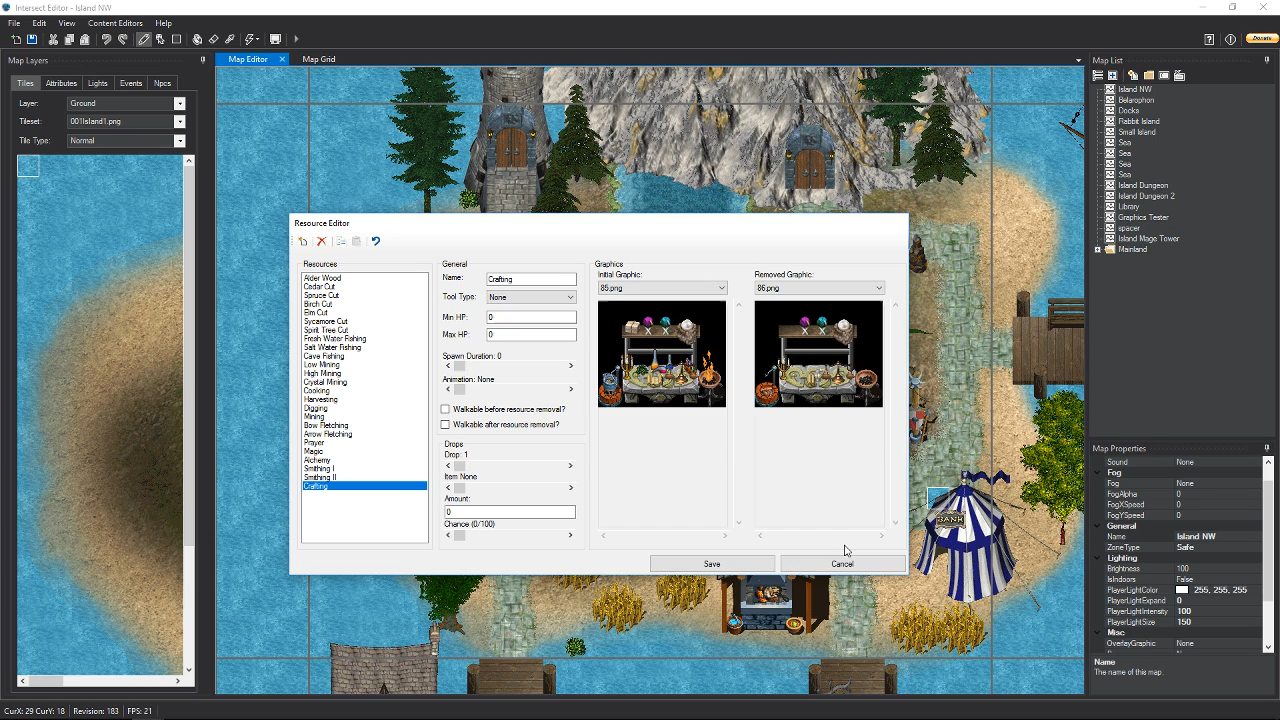 Intersect Editor - Island NW
File Edit View Content Editors Help
Donate
Map Layers
Tiles Attributes Lights Events Npcs
Layer: Ground
Tileset: 001Island1.png
Tile Type: Normal
Map Editor Map Grid
BANK
Resource Editor
Resources
Alder Wood
Cedar Cut
Spruce Cut
Birch Cut
Elm Cut
Sycamore Cut
Spirit Tree Cut
Fresh Water Fishing
Salt Water Fishing
Cave Fishing
Low Mining
High Mining
Crystal Mining
Cooking
Harvesting
Digging
Mining
Bow Fletching
Arrow Fletching
Prayer
Magic
Alchemy
Smithing I
Smithing II
Crafting
General
Name: Crafting
Tool Type: None
Min HP: 0
Max HP: 0
Spawn Duration: 0
Animation: None
Walkable before resource removal?
Walkable after resource removal?
Drops
Drop: 1
Item None
Amount:
0
Chance (0/100)
Graphics
Initial Graphic:
85.png
Removed Graphic:
86.png
Save Cancel
Map List
Island NW
Belarophon
Docks
Rabbit Island
Small Island
Sea
Sea
Sea
Sea
Island Dungeon
Island Dungeon 2
Library
Graphics Tester
spacer
Island Mage Tower
Mainland
Map Properties
Sound None
Fog
Fog None
FogAlpha 0
FogXSpeed 0
FogYSpeed 0
General
Name Island NW
ZoneType Safe
Lighting
Brightness 100
IsIndoors False
PlayerLightColor 255, 255, 255
PlayerLightExpand 0
PlayerLightIntensity 100
PlayerLightSize 150
Misc
OverlayGraphic None
Name
The name of this map.
CurX: 29 CurY: 18 Revision: 183 FPS: 21